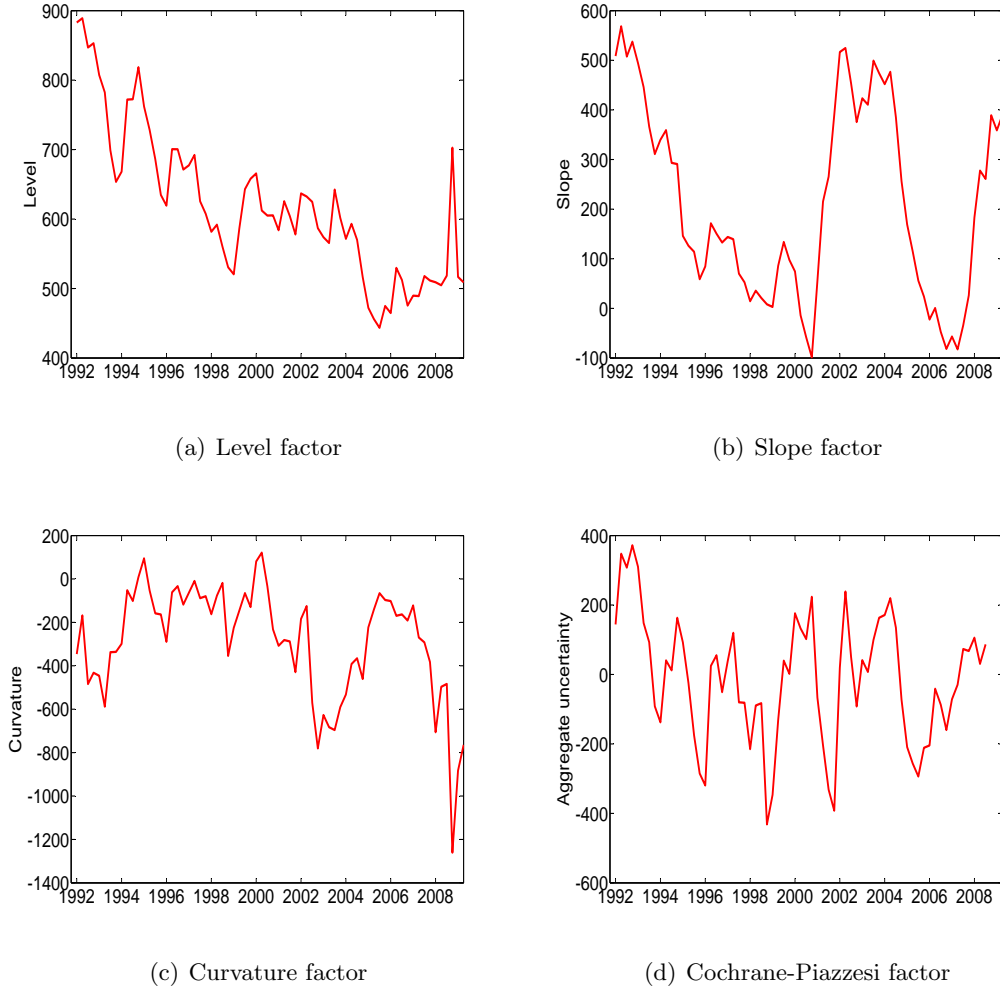 900
800
700
600
500
400
Level
1992 1994 1996 1998 2000 2002 2004 2006 2008
(a) Level factor
600
500
400
300
200
100
0
-100
Slope
1992 1994 1996 1998 2000 2002 2004 2006 2008
(b) Slope factor
200
0
-200
-400
-600
-800
-1000
-1200
-1400
Curvature
1992 1994 1996 1998 2000 2002 2004 2006 2008
(c) Curvature factor
400
200
0
-200
-400
-600
Aggregate uncertainty
1992 1994 1996 1998 2000 2002 2004 2006 2008
(d) Cochrane-Piazzesi factor